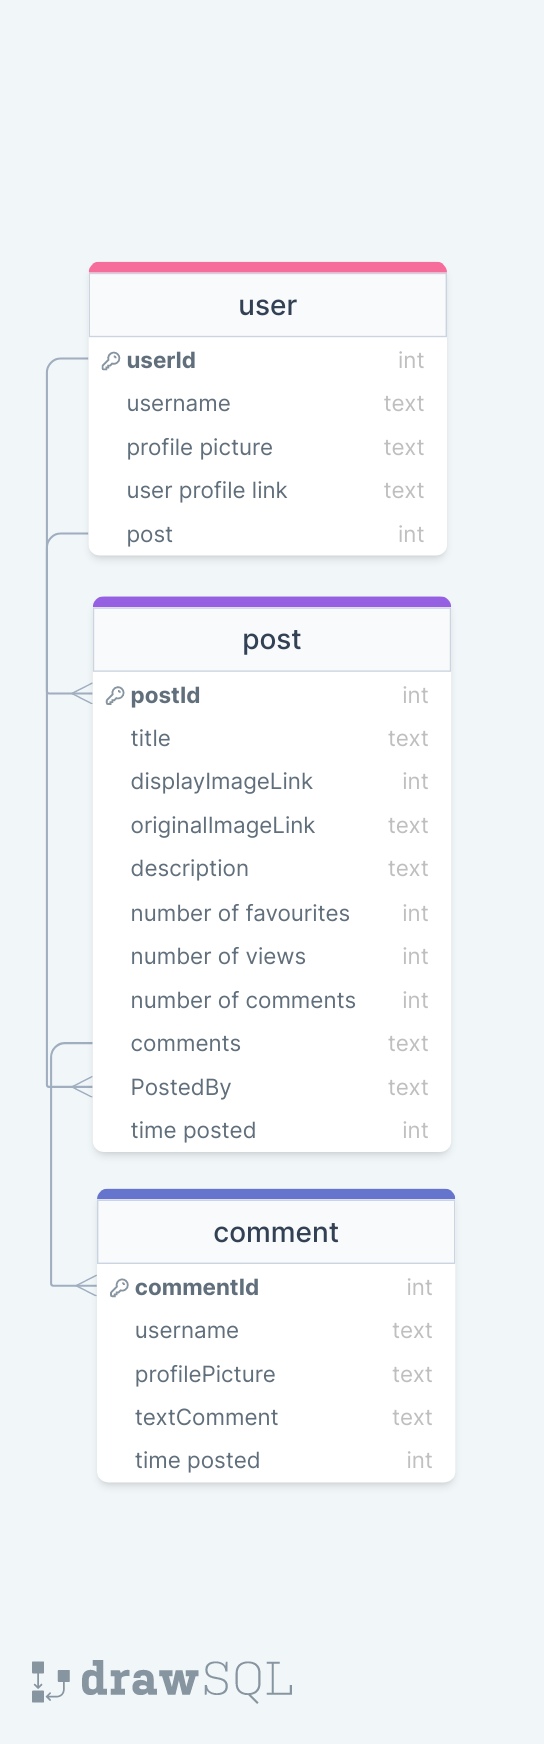 user
userId int
username text
profile picture text
user profile link text
post int
post
postId int
title text
displayImageLink int
originalImageLink text
description text
number of favourites int
number of views int
number of comments int
comments text
PostedBy text
time posted int
comment
commentId int
username text
profilePicture text
textComment text
time posted int
drawSQL